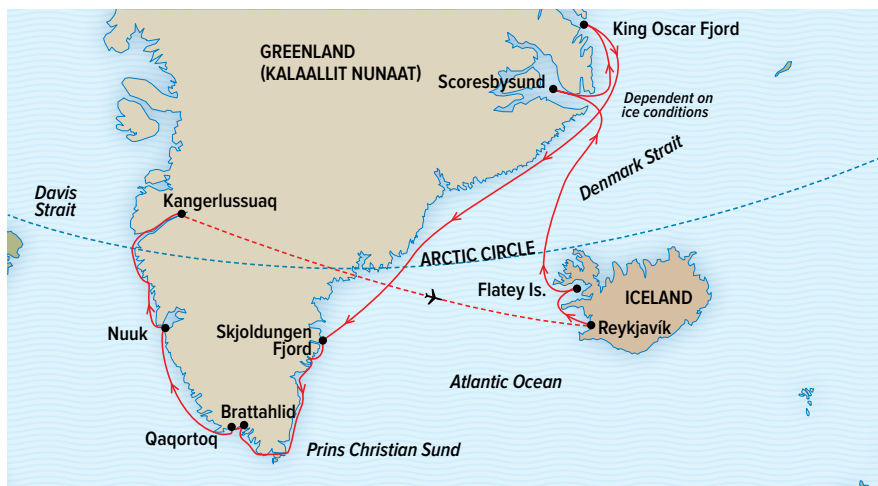 King Oscar Fjord
GREENLAND
(KALAALLIT NUNAAT)
Scoresbysund
Dependent on
ice conditions
Denmark Strait
Davis
Strait
Kangerlussuaq
ARCTIC CIRCLE
Flatey Is.
ICELAND
Reykjavík
Nuuk
Skjoldungen
Fjord
Atlantic Ocean
Brattahlid
Qaqortoq
Prins Christian Sund